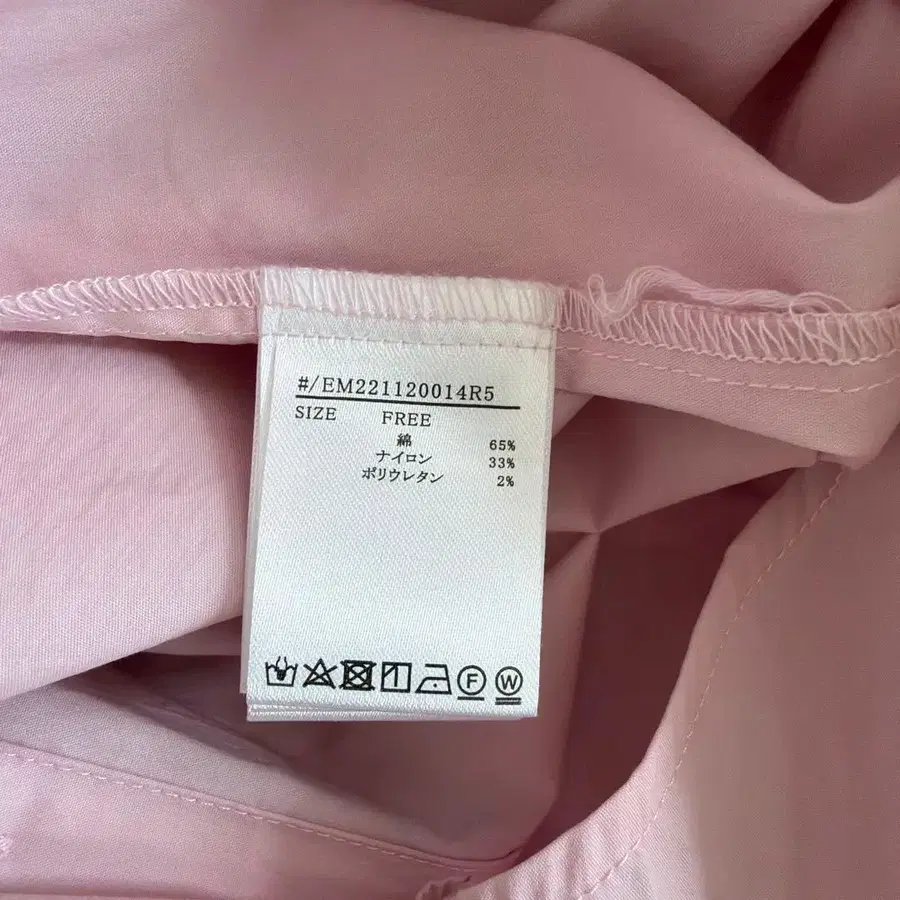 #/EM221120014R5
SIZE FREE
綿 65%
ナイロン 33%
ポリウレタン 2%
F W